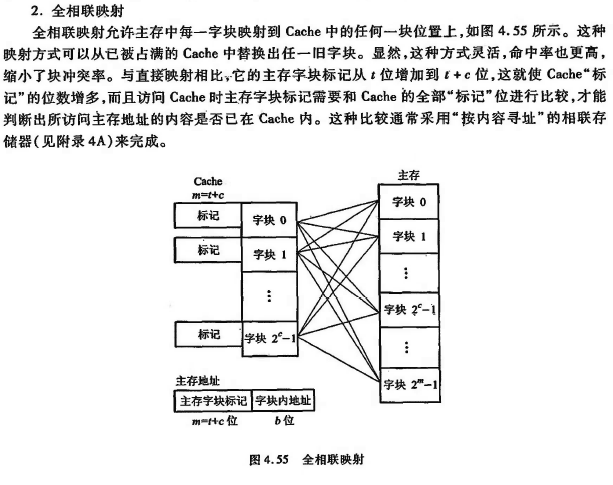 2. 全相联映射
全相联映射允许主存中每一字块映射到 Cache 中的任何一块位置上，如图 4.55 所示。这种
映射方式可以从已被占满的 Cache 中替换出任一旧字块。显然，这种方式灵活，命中率也更高，
缩小了块冲突率。与直接映射相比，它的主存字块标记从 t 位增加到 t + c 位，这就使 Cache“标
记”的位数增多，而且访问 Cache 时主存字块标记需要和 Cache 的全部“标记”位进行比较，才能
判断出所访问主存地址的内容是否已在 Cache 内。这种比较通常采用“按内容寻址”的相联存
储器（见附录 4A）来完成。
Cache
m=t+c
主存
标记 字块 0
字块 0
标记 字块 1
字块 1
⋮
⋮
标记 字块 2ᶜ-1
字块 2ᶜ-1
⋮
字块 2ᵐ-1
主存地址
主存字块标记 字块内地址
m=t+c 位 b 位
图 4.55 全相联映射